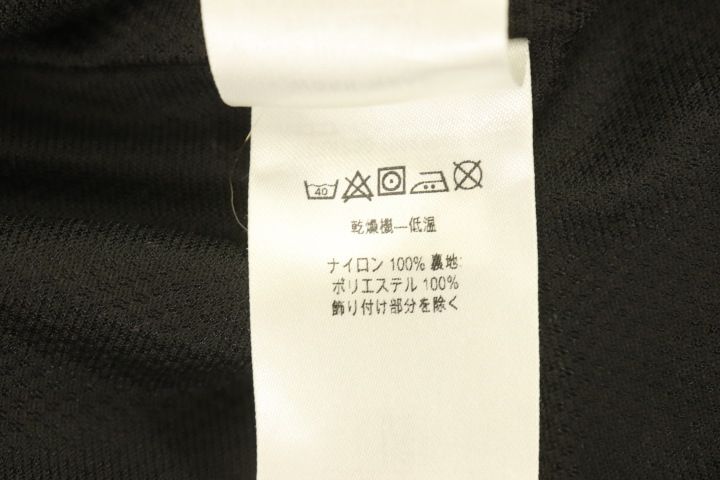 40
乾燥機—低温
ナイロン 100% 裏地:
ポリエステル 100%
飾り付け部分を除く